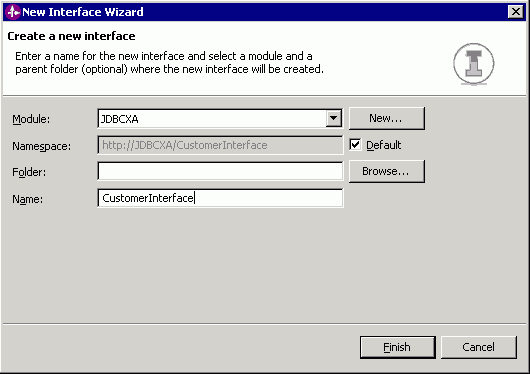 New Interface Wizard
Create a new interface
Enter a name for the new interface and select a module and a
parent folder (optional) where the new interface will be created.
Module: JDBCXA New...
Namespace: http://JDBCXA/CustomerInterface Default
Folder: Browse...
Name: CustomerInterface
Finish Cancel